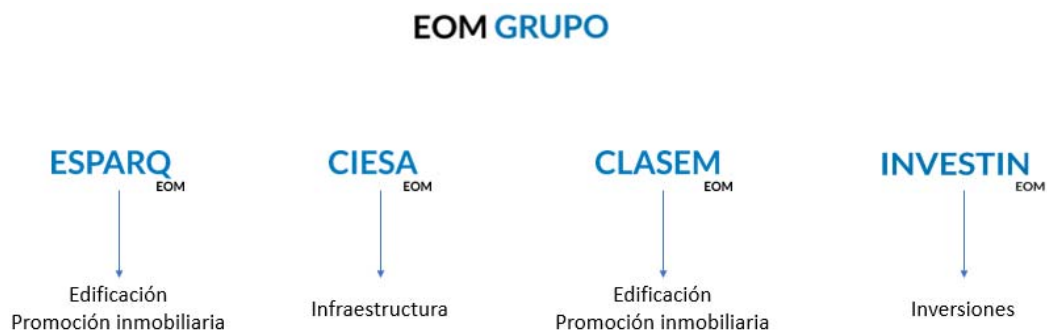 EOM GRUPO
ESPARQ
EOM
CIESA
EOM
CLASEM
EOM
INVESTIN
EOM
Edificación
Promoción inmobiliaria
Infraestructura
Edificación
Promoción inmobiliaria
Inversiones